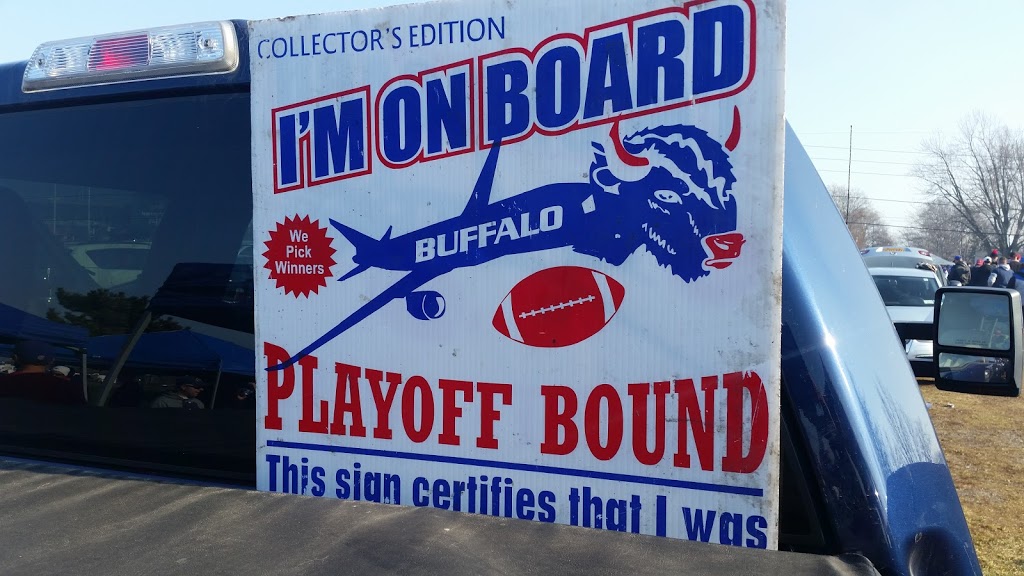 COLLECTOR'S EDITION
I'M ON BOARD
BUFFALO
We
Pick
Winners
PLAYOFF BOUND
This sign certifies that I was